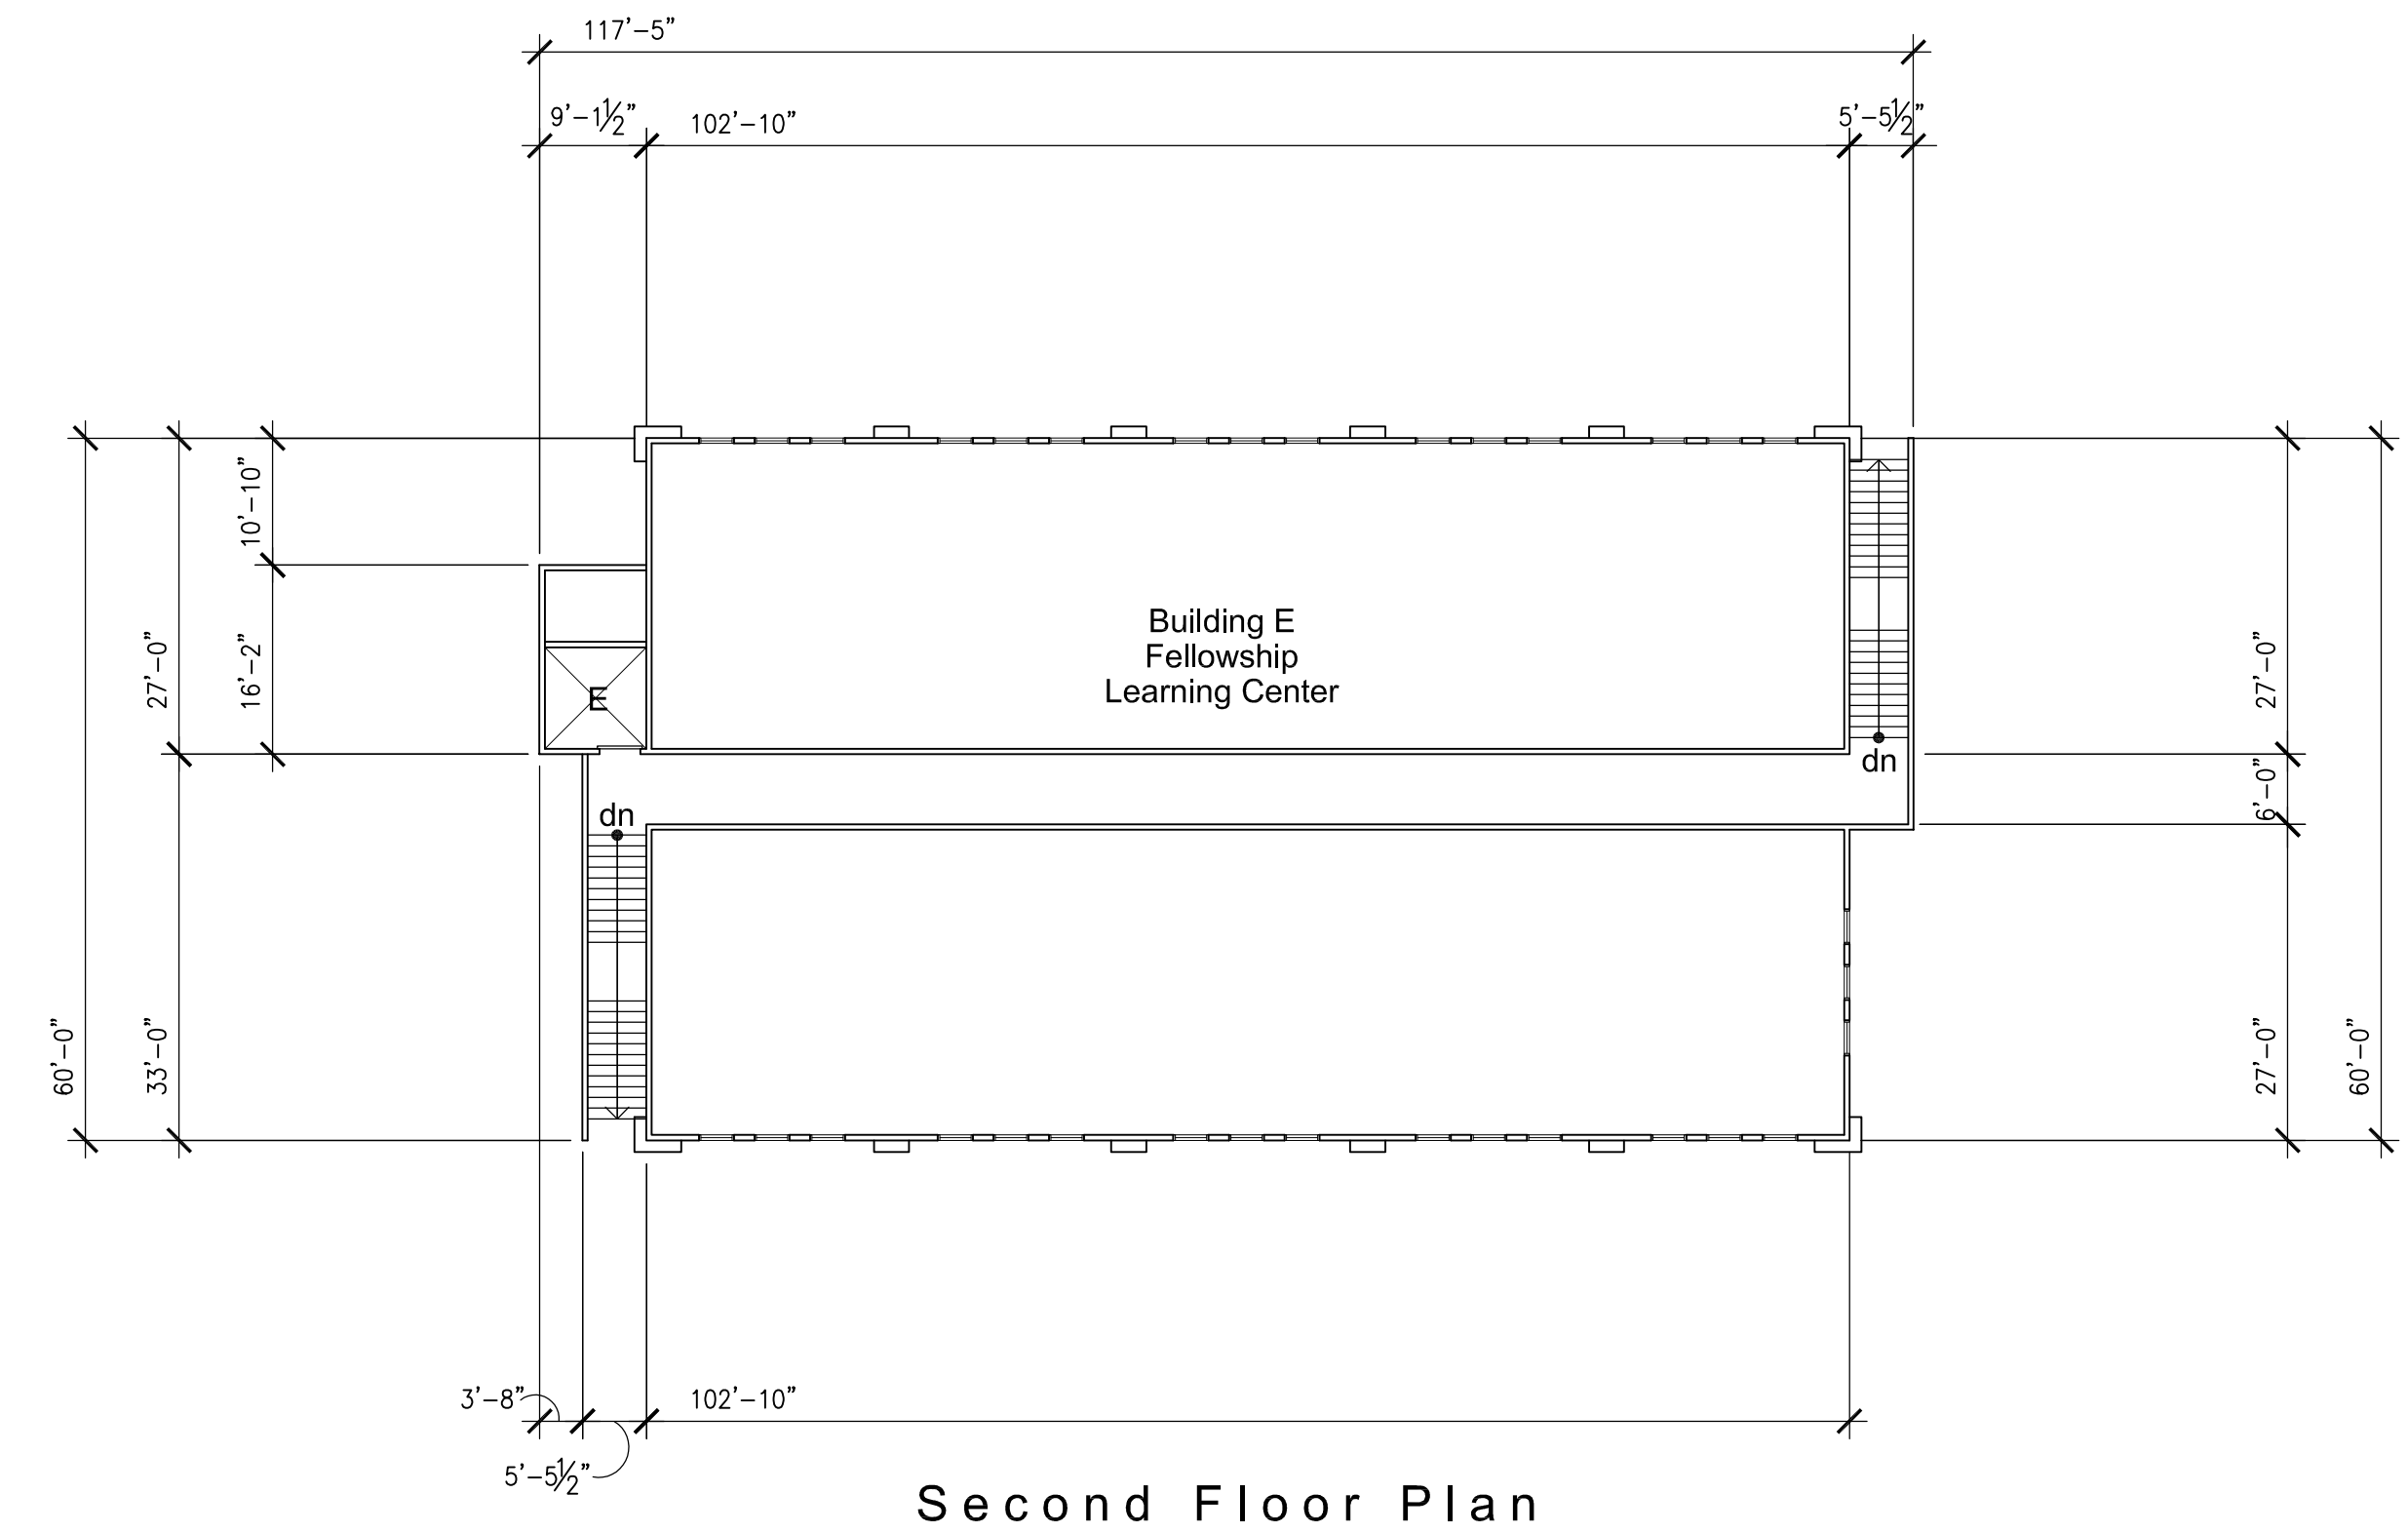 117'-5"
9'-1½"
102'-10"
5'-5½"
10'-10"
27'-0"
16'-2"
60'-0"
33'-0"
Building E
Fellowship
Learning Center
E
dn
dn
27'-0"
6'-0"
27'-0"
60'-0"
3'-8"
102'-10"
5'-5½"
Second Floor Plan